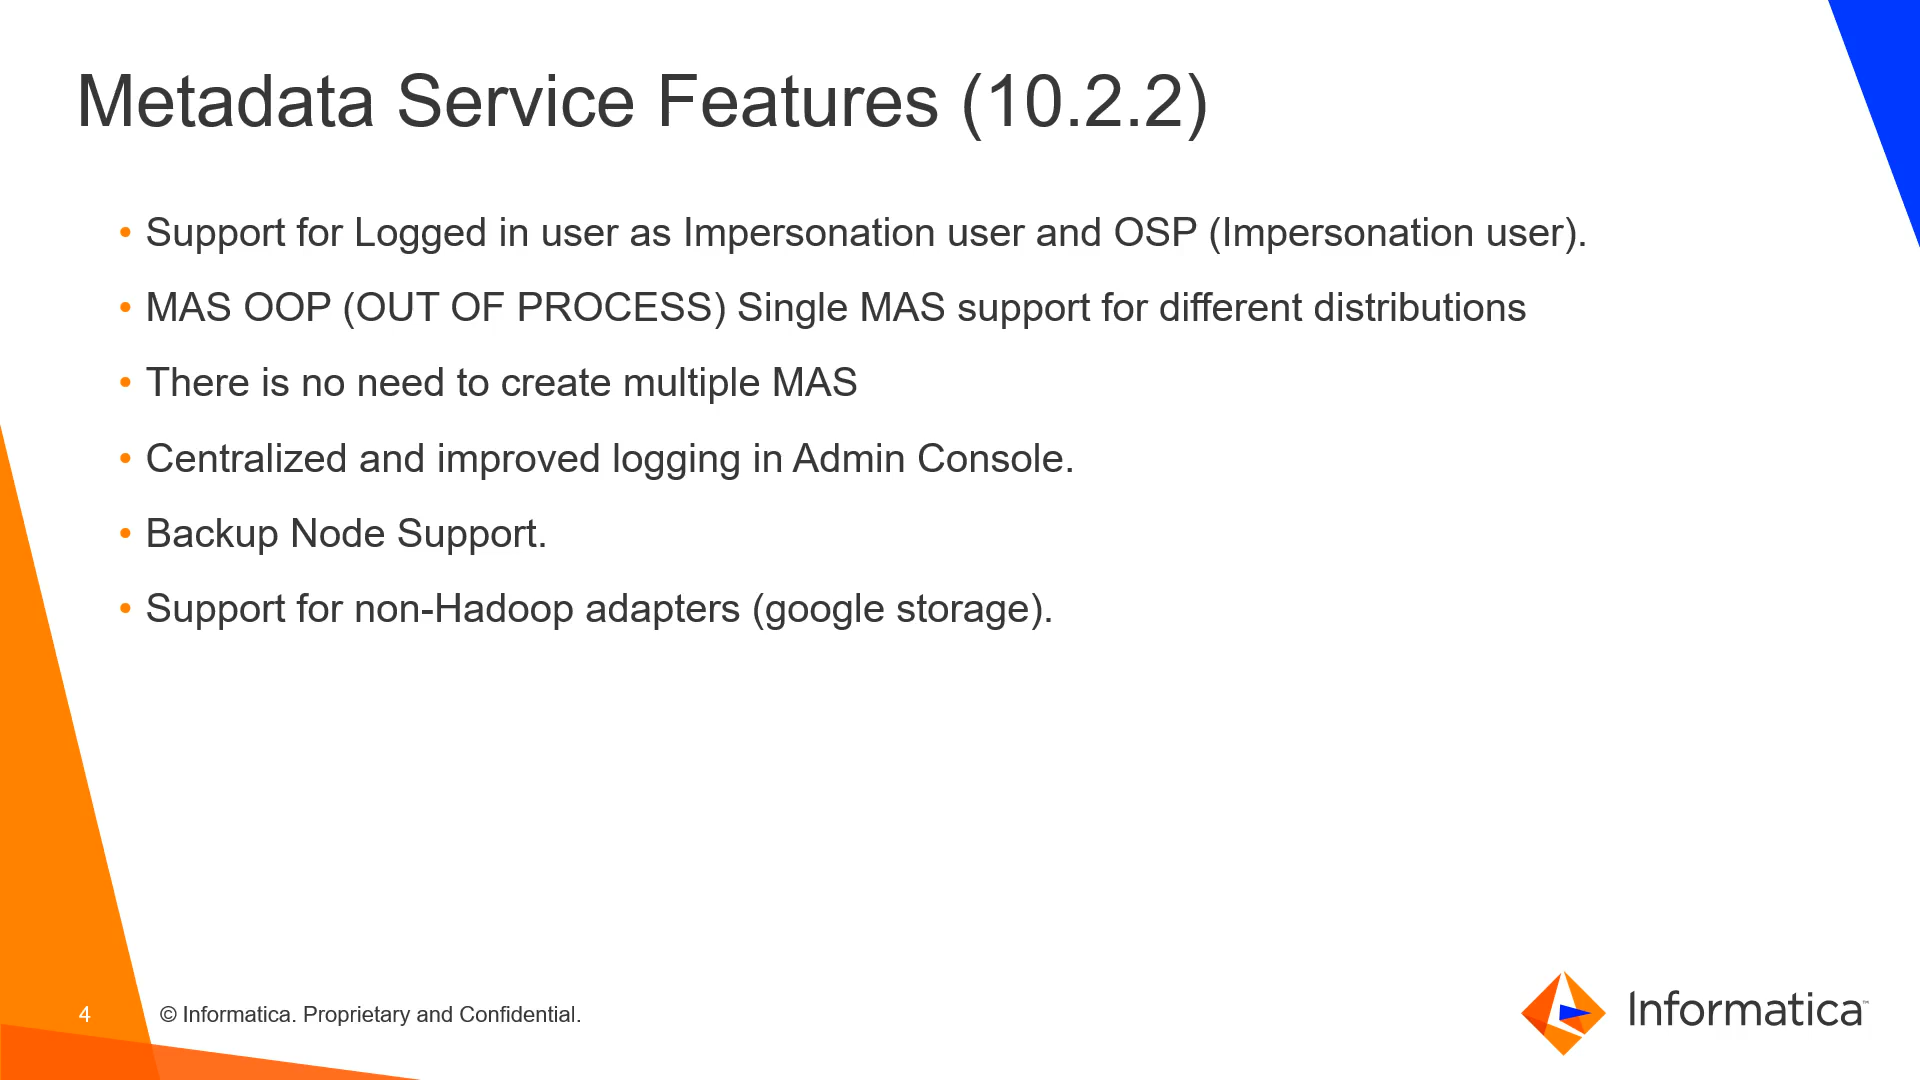 Metadata Service Features (10.2.2)
• Support for Logged in user as Impersonation user and OSP (Impersonation user).
• MAS OOP (OUT OF PROCESS) Single MAS support for different distributions
• There is no need to create multiple MAS
• Centralized and improved logging in Admin Console.
• Backup Node Support.
• Support for non-Hadoop adapters (google storage).
4 © Informatica. Proprietary and Confidential.
Informatica™